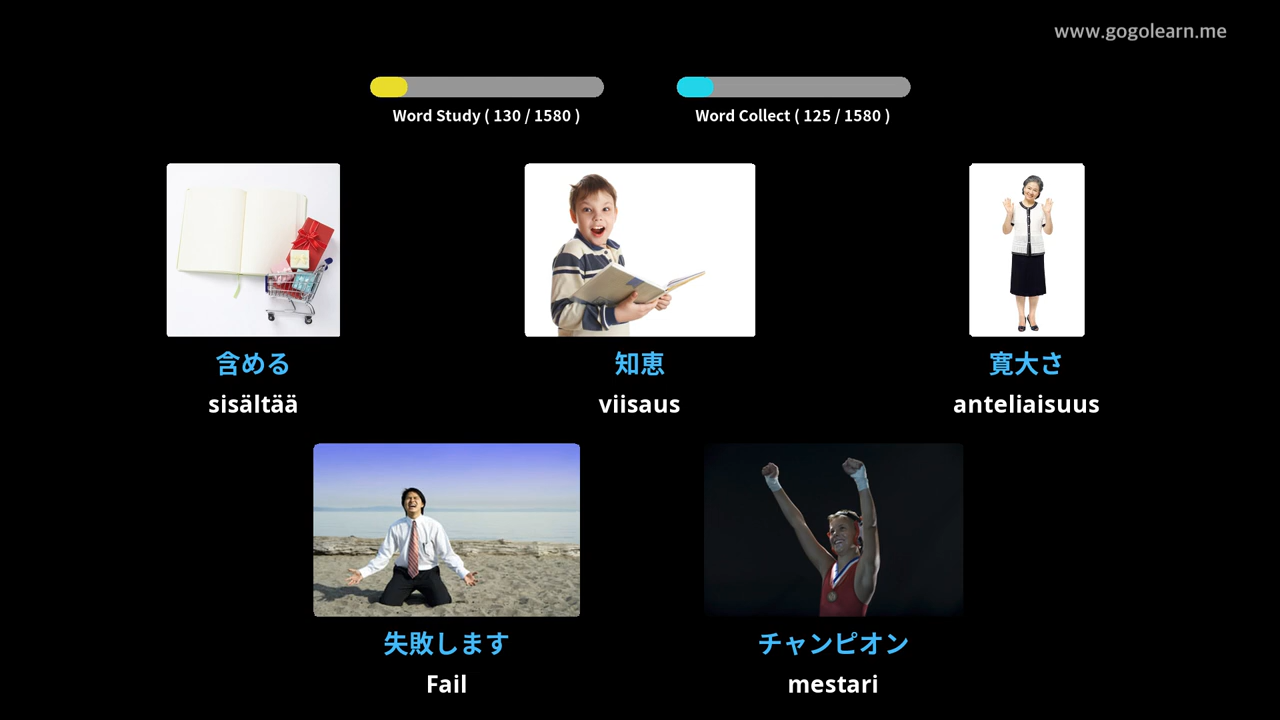 www.gogolearn.me
Word Study ( 130 / 1580 )
Word Collect ( 125 / 1580 )
含める
知恵
寛大さ
sisältää
viisaus
anteliaisuus
失敗します
チャンピオン
Fail
mestari